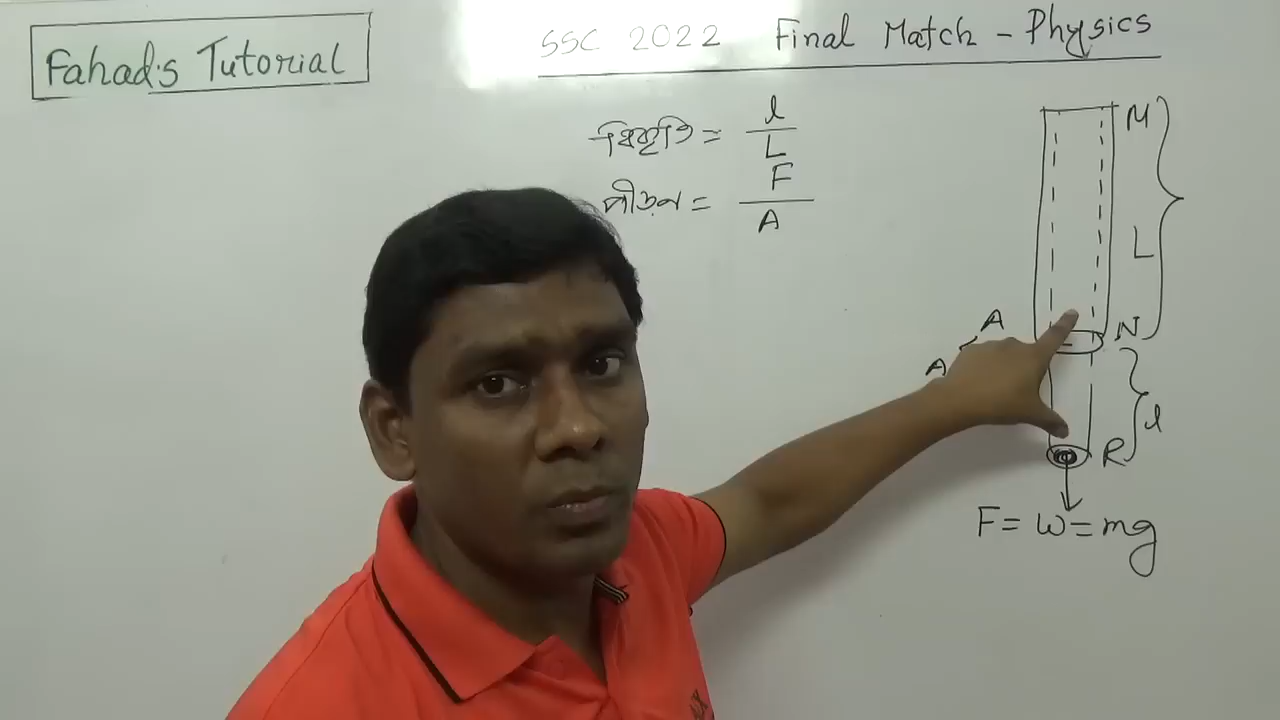 Fahad's Tutorial
SSC 2022 Final Match - Physics
বিকৃতি = l/L
পীড়ন = F/A
M
L
N
A
A
l
R
F = W = mg